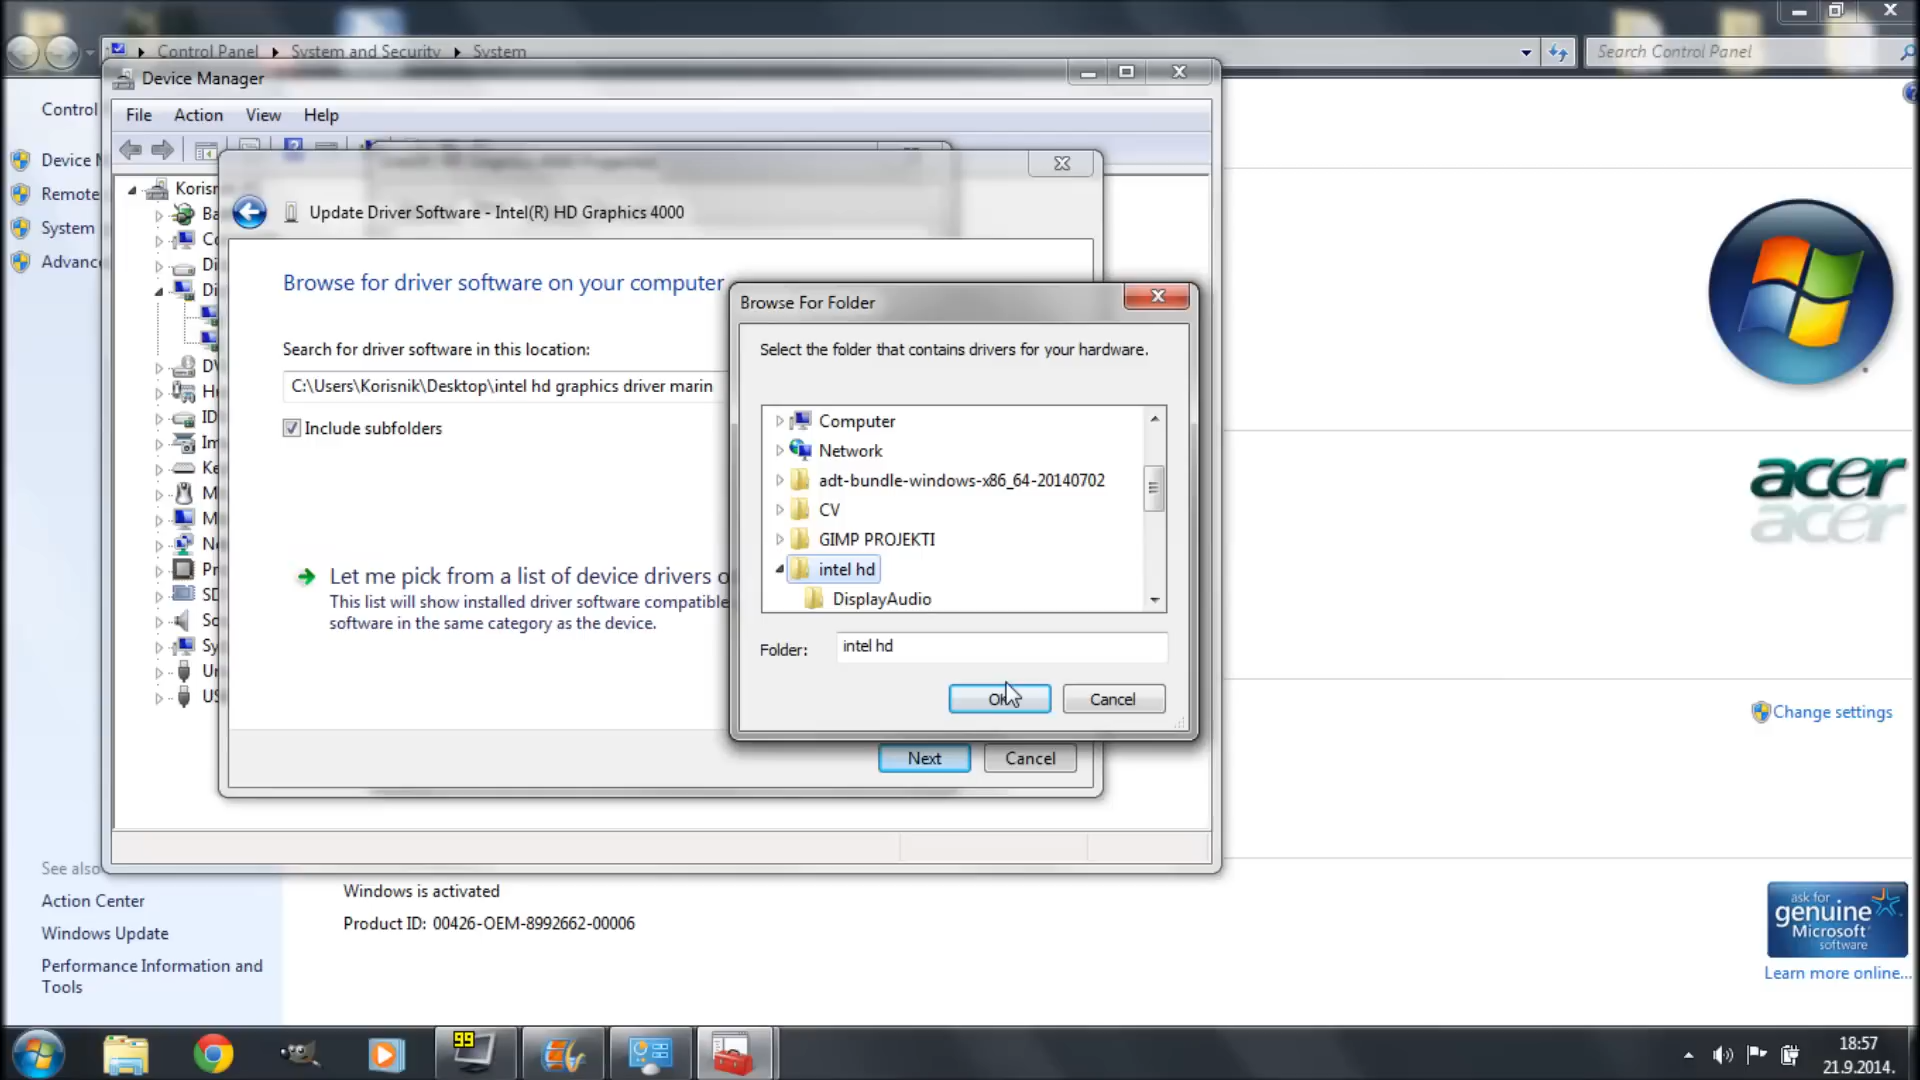 Control Panel System and Security System
Search Control Panel
Device Manager
File Action View Help
Control
Device
Remote
System
Advanc
Korisn
Update Driver Software - Intel(R) HD Graphics 4000
Browse for driver software on your computer
Search for driver software in this location:
C:\Users\Korisnik\Desktop\intel hd graphics driver marin
Include subfolders
Let me pick from a list of device drivers o
This list will show installed driver software compatible
software in the same category as the device.
Next Cancel
Browse For Folder
Select the folder that contains drivers for your hardware.
Computer
Network
adt-bundle-windows-x86_64-20140702
CV
GIMP PROJEKTI
intel hd
DisplayAudio
Folder: intel hd
OK Cancel
acer
Change settings
See also
Action Center
Windows Update
Performance Information and
Tools
Windows is activated
Product ID: 00426-OEM-8992662-00006
ask for
genuine
Microsoft
software
Learn more online...
99
18:57
21.9.2014.